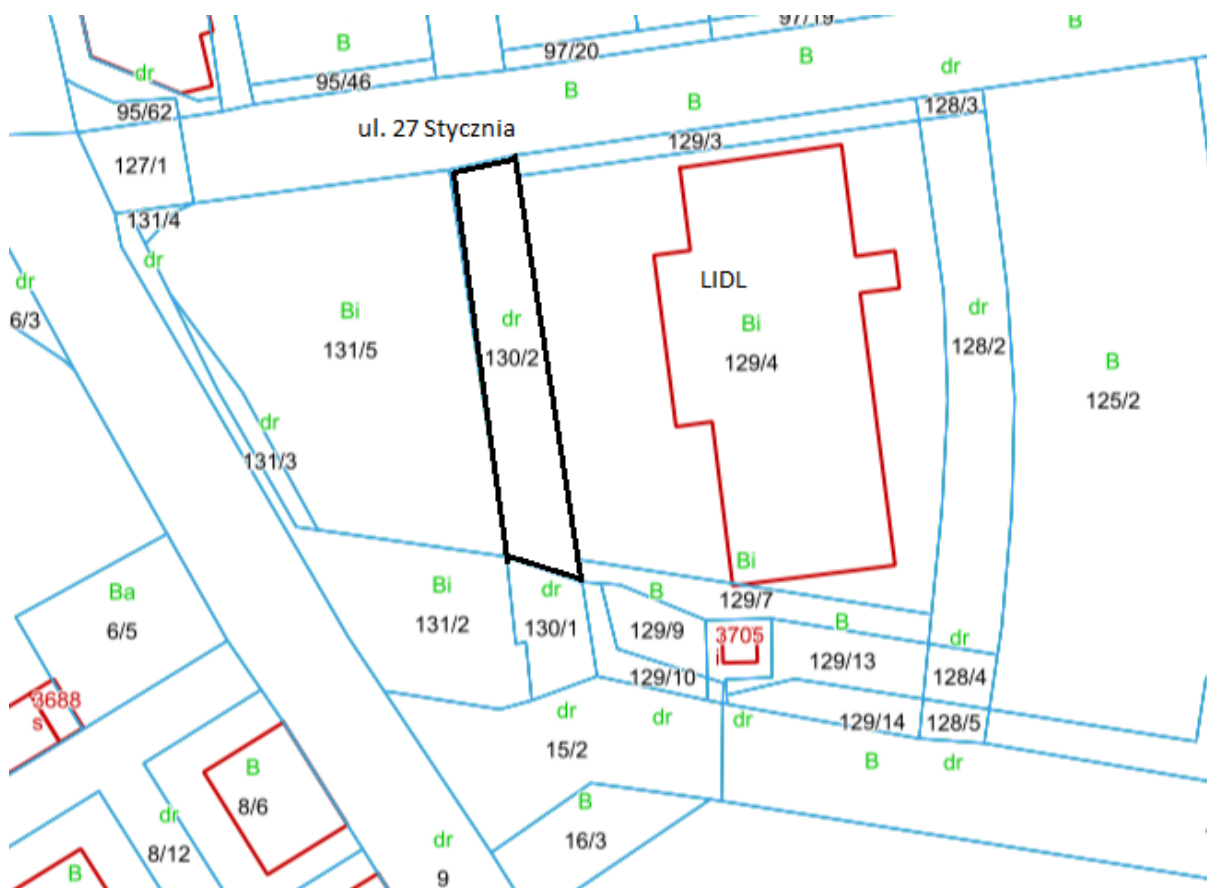 97/19
B
B
97/20
B
dr
dr
95/46
B
B
128/3
95/62
ul. 27 Stycznia
129/3
127/1
131/4
dr
dr
LIDL
6/3
Bi
dr
Bi
dr
131/5
130/2
129/4
128/2
B
125/2
dr
131/3
Bi
Ba
Bi
dr
B
129/7
6/5
131/2
130/1
129/9
3705
i
B
dr
129/10
129/13
128/4
3688
s
dr
dr
dr
129/14
128/5
15/2
B
dr
B
8/6
B
dr
16/3
dr
8/12
B
9